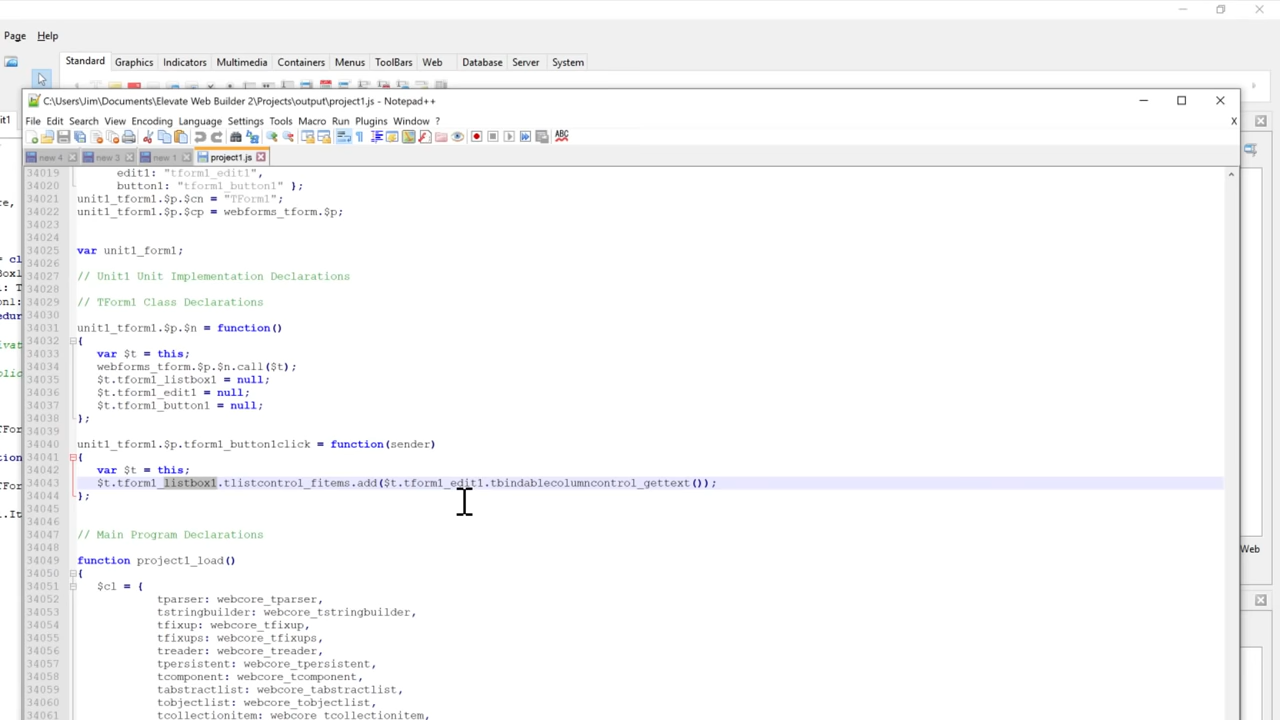 Page Help
Standard Graphics Indicators Multimedia Containers Menus ToolBars Web Database Server System
C:\Users\Jim\Documents\Elevate Web Builder 2\Projects\output\project1.js - Notepad++
File Edit Search View Encoding Language Settings Tools Macro Run Plugins Window ? X
new 4 new 3 new 1 project1.js
34019 edit1: "tform1_edit1",
34020 button1: "tform1_button1" };
34021 unit1_tform1.$p.$cn = "TForm1";
34022 unit1_tform1.$p.$cp = webforms_tform.$p;
34023
34024
34025 var unit1_form1;
34026
34027 // Unit1 Unit Implementation Declarations
34028
34029 // TForm1 Class Declarations
34030
34031 unit1_tform1.$p.$n = function()
34032 {
34033 var $t = this;
34034 webforms_tform.$p.$n.call($t);
34035 $t.tform1_listbox1 = null;
34036 $t.tform1_edit1 = null;
34037 $t.tform1_button1 = null;
34038 };
34039
34040 unit1_tform1.$p.tform1_button1click = function(sender)
34041 {
34042 var $t = this;
34043 $t.tform1_listbox1.tlistcontrol_fitems.add($t.tform1_edit1.tbindablecolumncontrol_gettext());
34044 };
34045
34046
34047 // Main Program Declarations
34048
34049 function project1_load()
34050 {
34051 $cl = {
34052 tparser: webcore_tparser,
34053 tstringbuilder: webcore_tstringbuilder,
34054 tfixup: webcore_tfixup,
34055 tfixups: webcore_tfixups,
34056 treader: webcore_treader,
34057 tpersistent: webcore_tpersistent,
34058 tcomponent: webcore_tcomponent,
34059 tabstractlist: webcore_tabstractlist,
34060 tobjectlist: webcore_tobjectlist,
34061 tcollectionitem: webcore_tcollectionitem,
Web